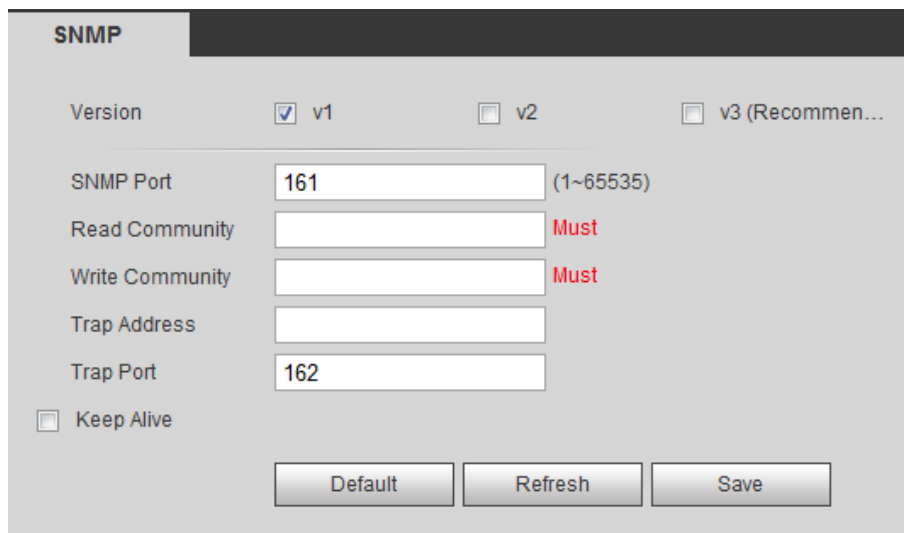 SNMP
Version v1 v2 v3 (Recommen...
SNMP Port 161 (1~65535)
Read Community Must
Write Community Must
Trap Address
Trap Port 162
Keep Alive
Default Refresh Save